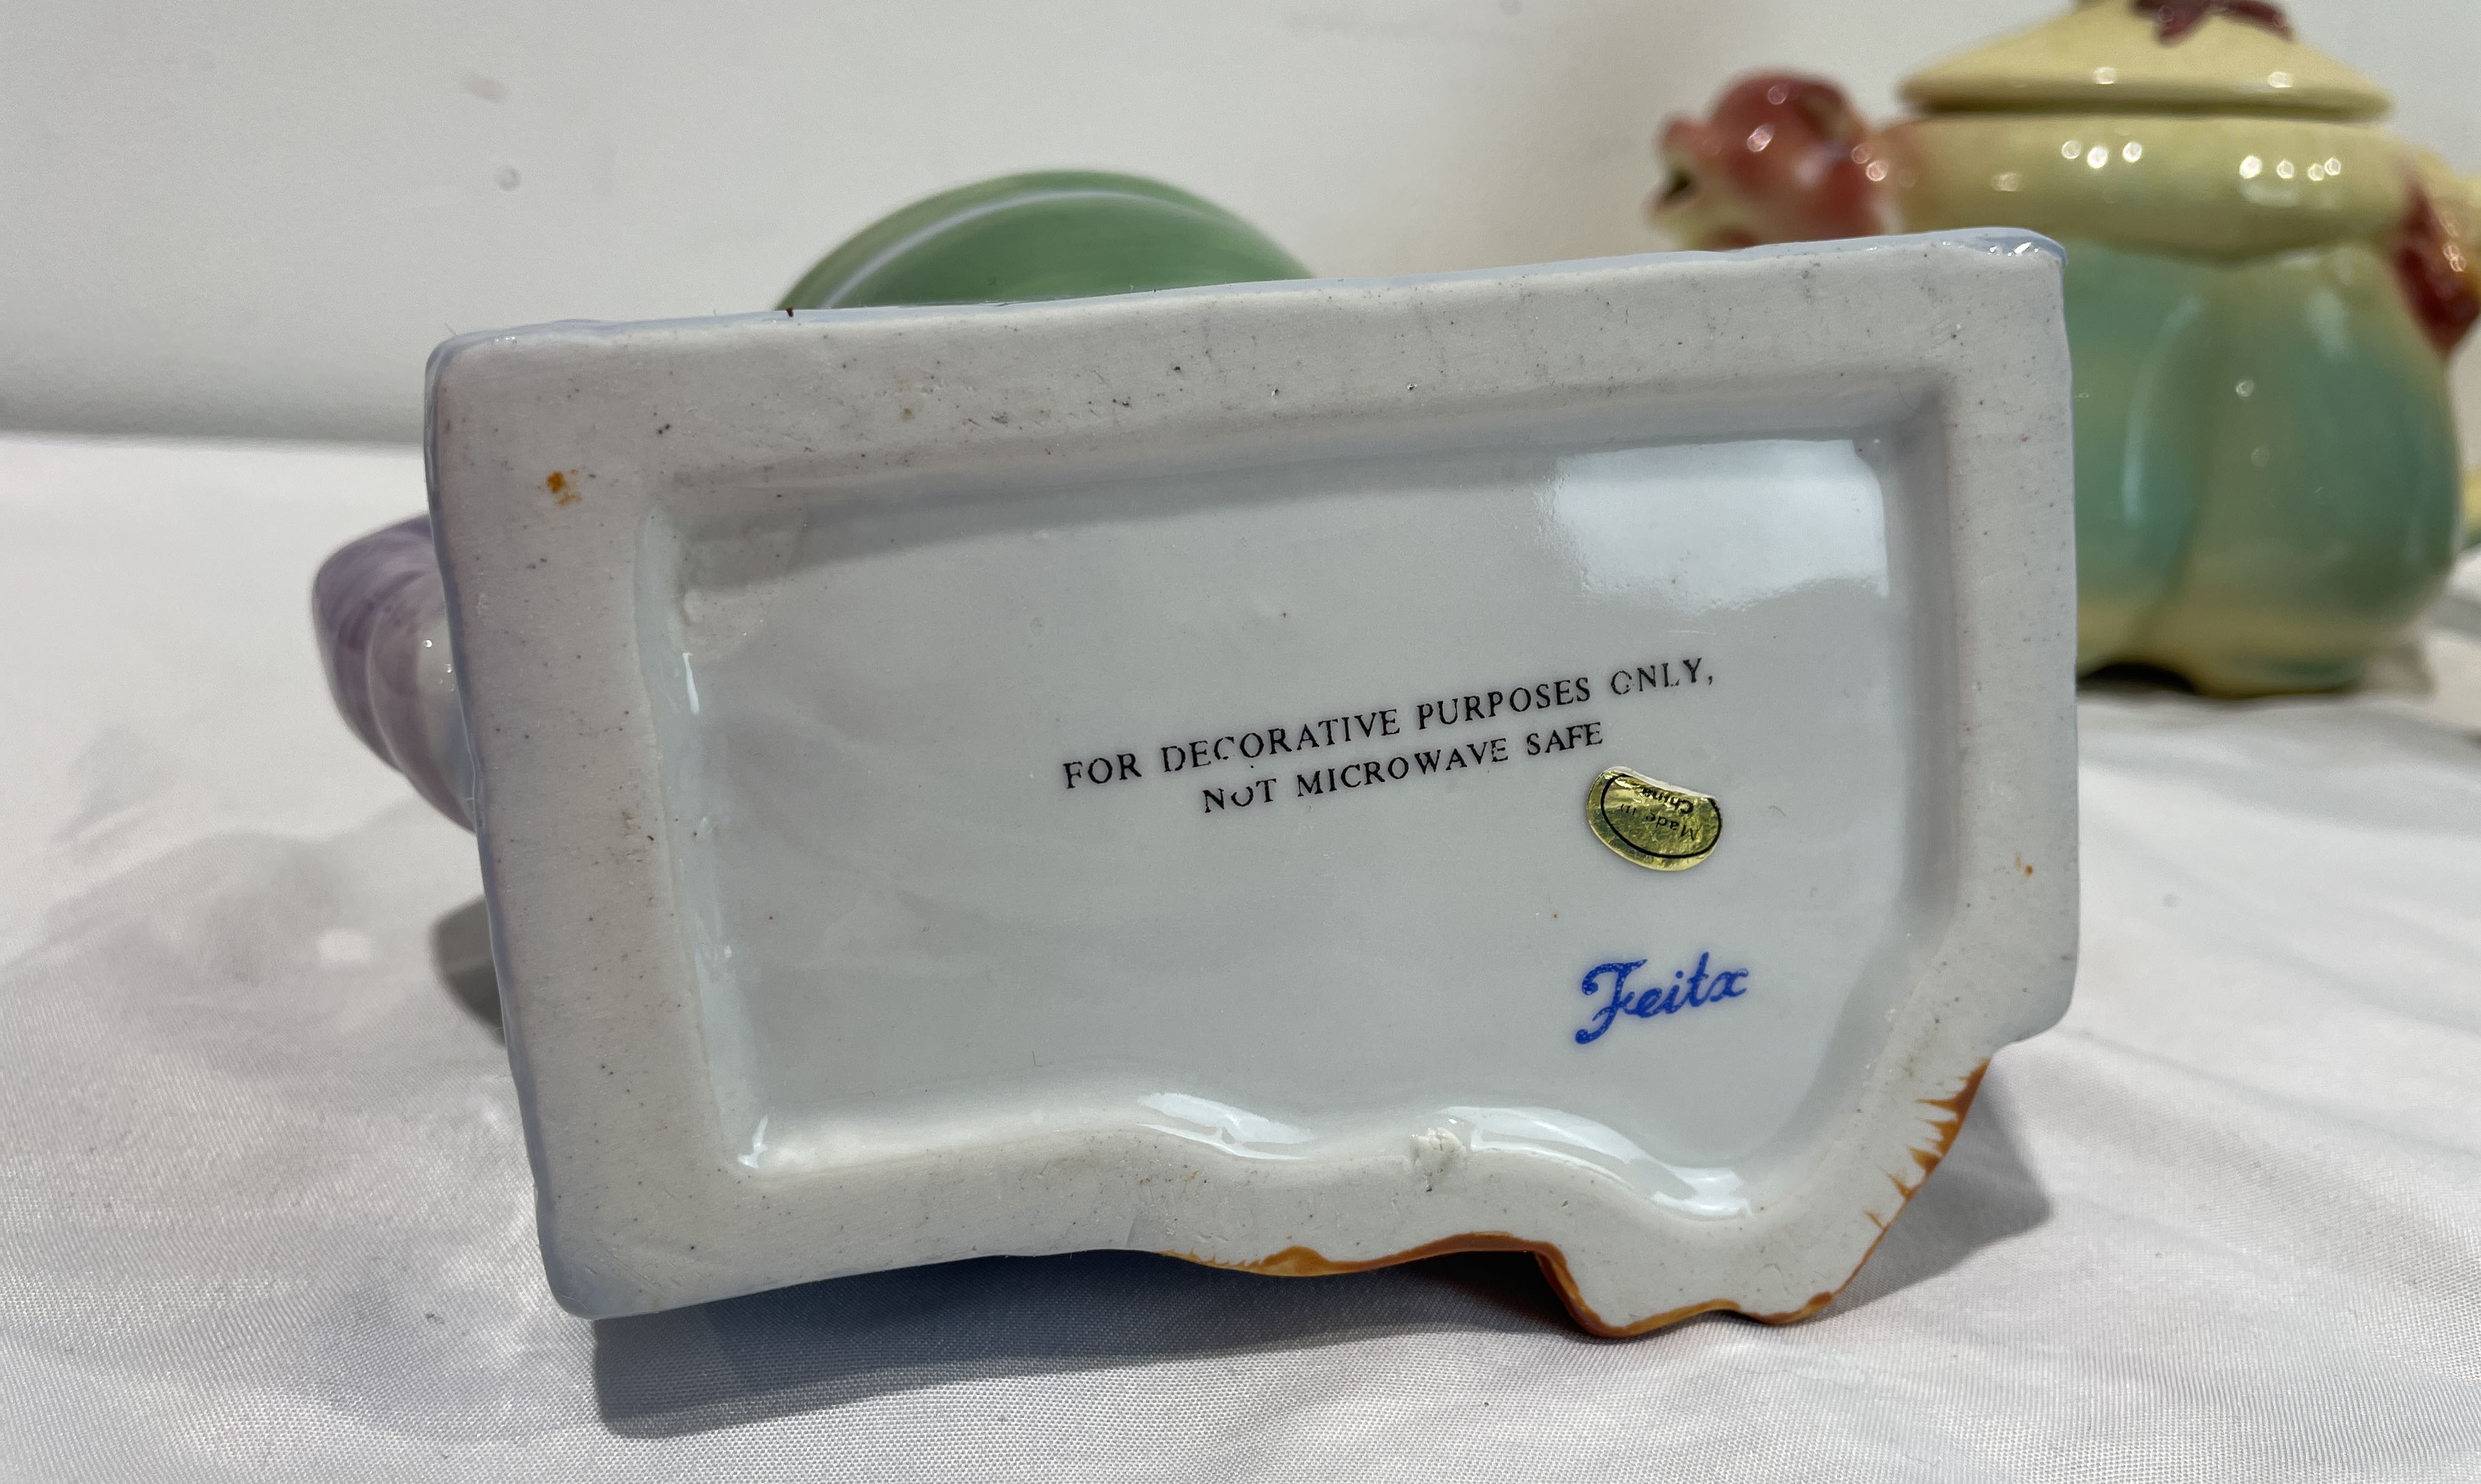 FOR DECORATIVE PURPOSES ONLY,
NOT MICROWAVE SAFE
Made in
China
Feitx